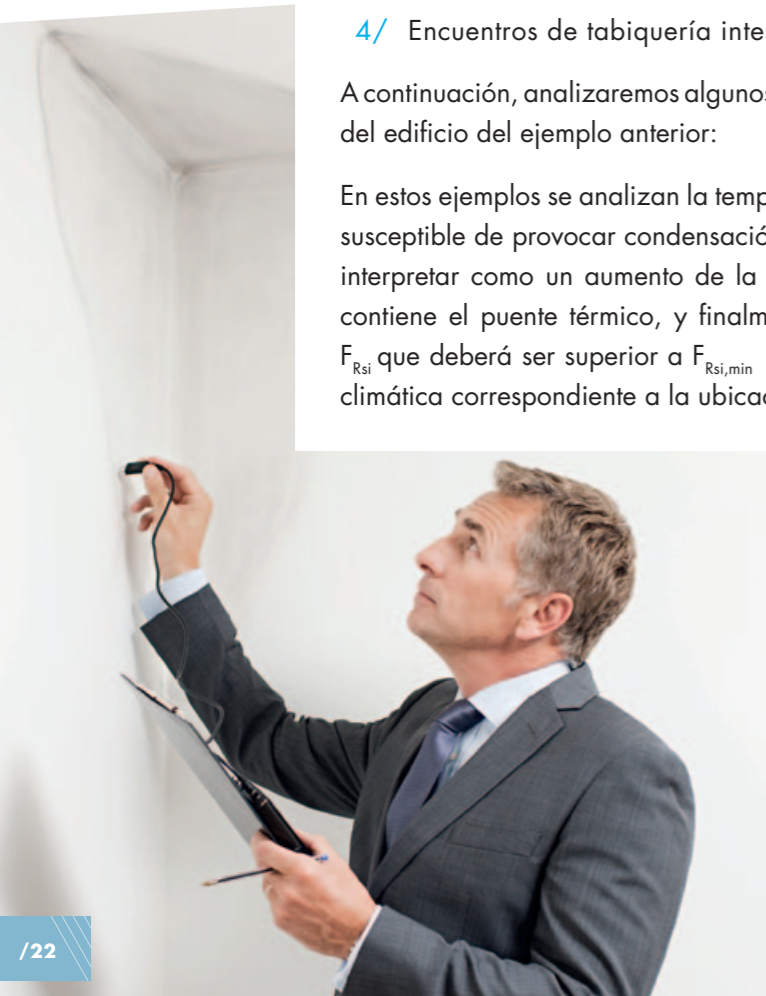 4/ Encuentros de tabiquería inte
A continuación, analizaremos algunos
del edificio del ejemplo anterior:
En estos ejemplos se analizan la temp
susceptible de provocar condensació
interpretar como un aumento de la
contiene el puente térmico, y finalm
F_Rsi que deberá ser superior a F_Rsi,min
climática correspondiente a la ubicac
/22